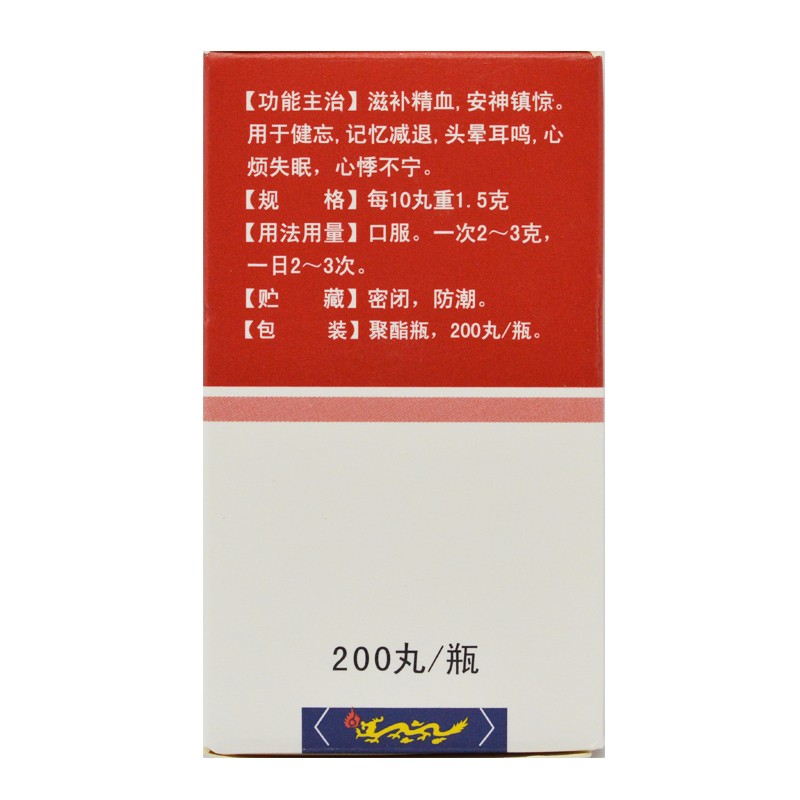 【功能主治】滋补精血,安神镇惊。
用于健忘,记忆减退,头晕耳鸣,心
烦失眠，心悸不宁。
【规　　格】每10丸重1.5克
【用法用量】口服。一次2～3克，
一日2～3次。
【贮　　藏】密闭，防潮。
【包　　装】聚酯瓶，200丸/瓶。
200丸/瓶